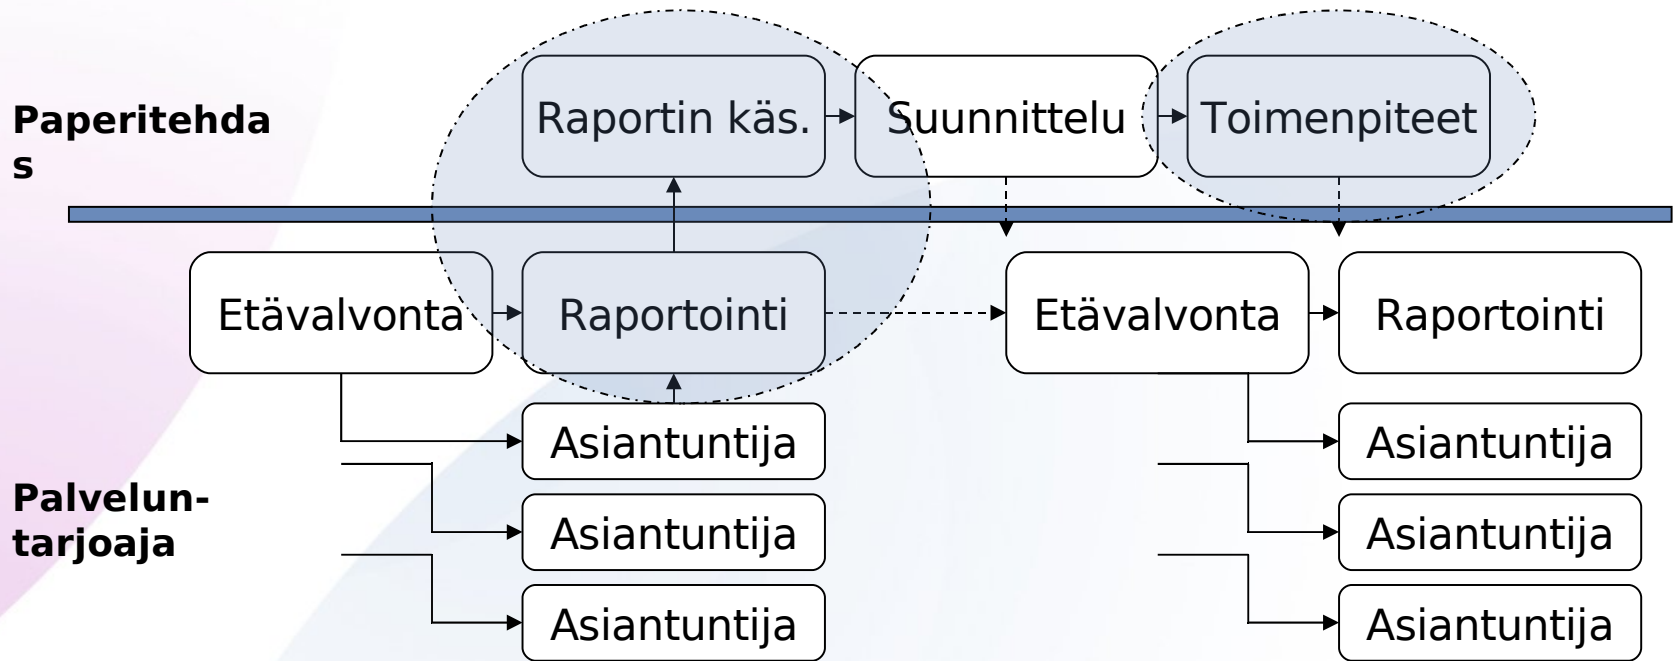 Paperitehda
s
Raportin käs.
Suunnittelu
Toimenpiteet
Etävalvonta
Raportointi
Etävalvonta
Raportointi
Palvelun-
tarjoaja
Asiantuntija
Asiantuntija
Asiantuntija
Asiantuntija
Asiantuntija
Asiantuntija